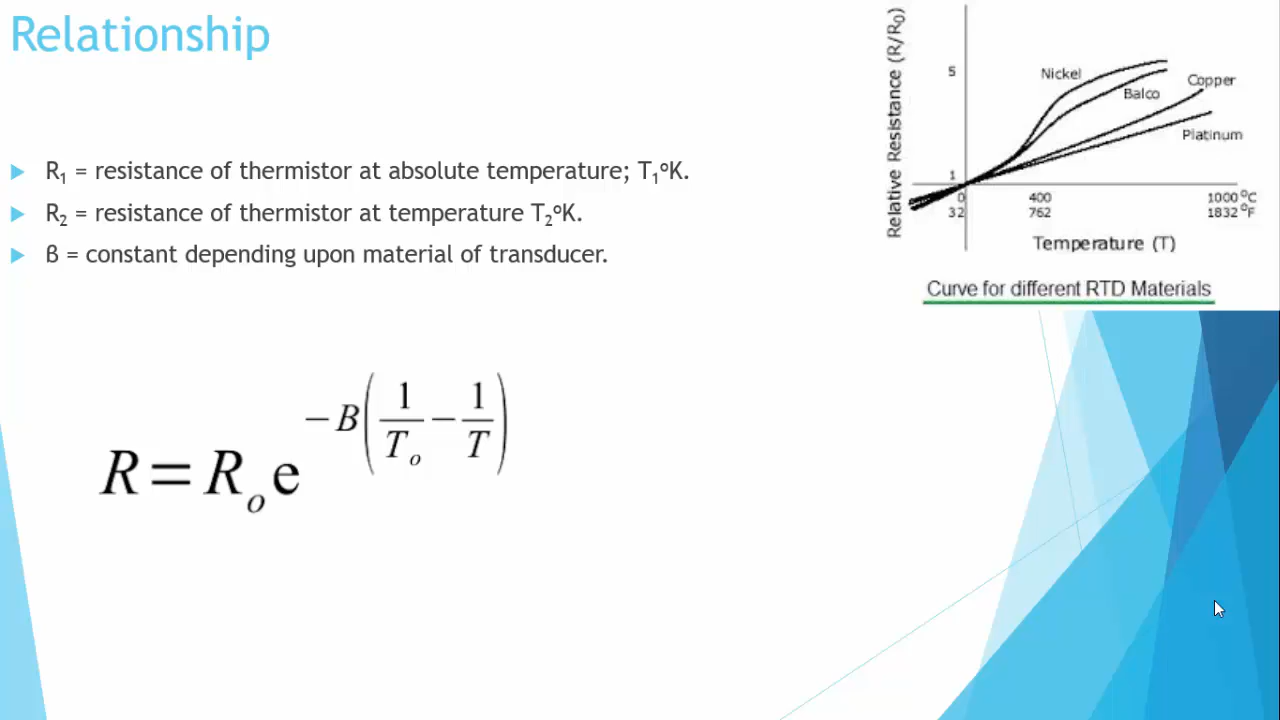 Relationship
R₁ = resistance of thermistor at absolute temperature; T₁ᵒK.
R₂ = resistance of thermistor at temperature T₂ᵒK.
ß = constant depending upon material of transducer.
R = Rₒe^{-B(1/Tₒ - 1/T)}
Relative Resistance (R/R₀)
5
1
Nickel
Balco
Copper
Platinum
0 400 1000 ᵒC
32 762 1832 ᵒF
Temperature (T)
Curve for different RTD Materials